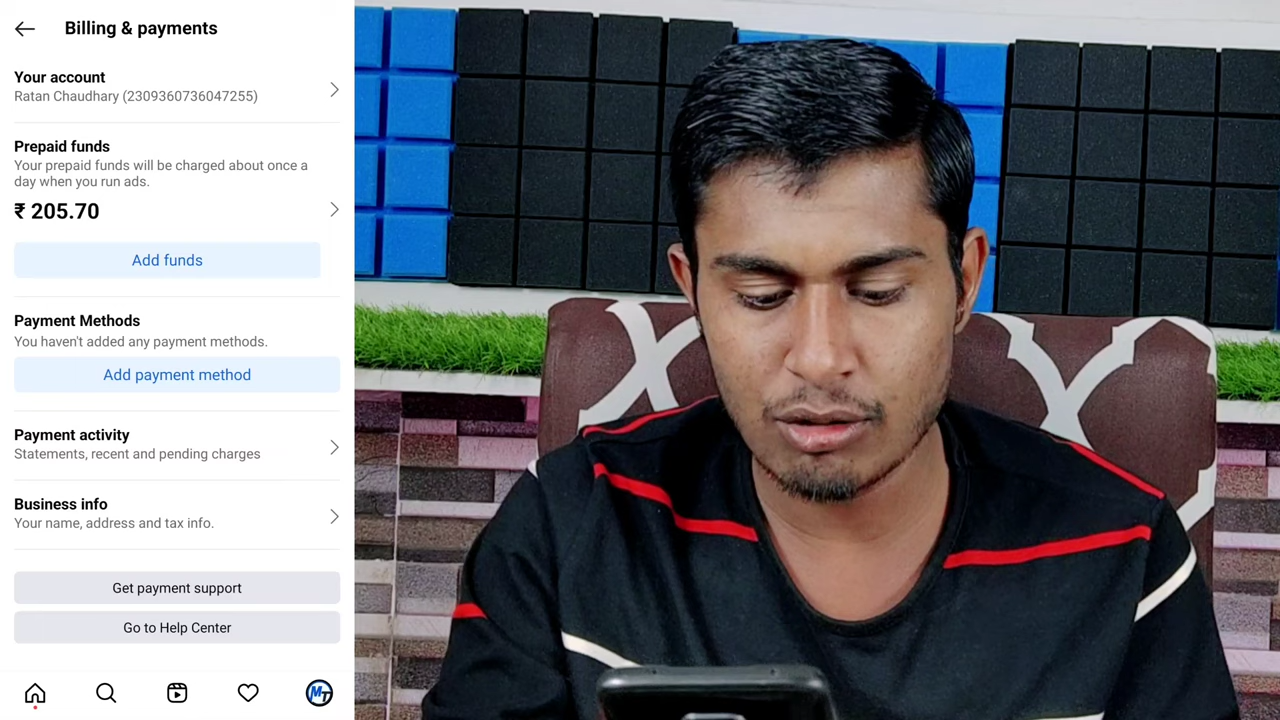 Billing & payments
Your account
Ratan Chaudhary (2309360736047255)
Prepaid funds
Your prepaid funds will be charged about once a
day when you run ads.
₹ 205.70
Add funds
Payment Methods
You haven't added any payment methods.
Add payment method
Payment activity
Statements, recent and pending charges
Business info
Your name, address and tax info.
Get payment support
Go to Help Center
MT